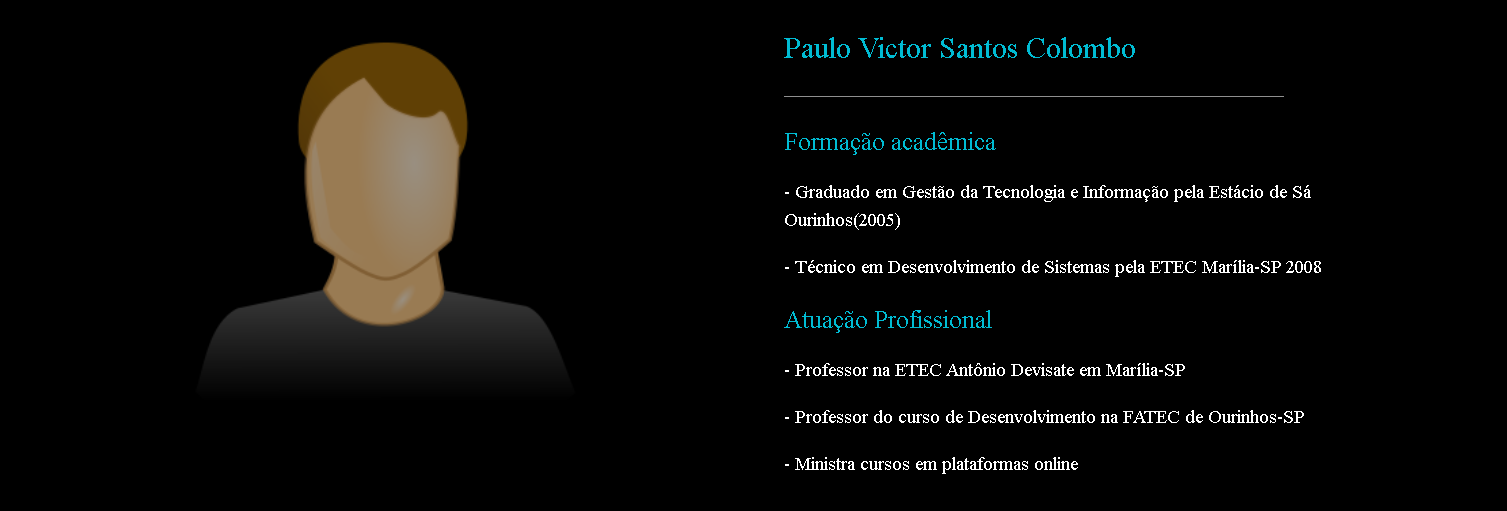 Paulo Victor Santos Colombo
Formação acadêmica
- Graduado em Gestão da Tecnologia e Informação pela Estácio de Sá
Ourinhos(2005)
- Técnico em Desenvolvimento de Sistemas pela ETEC Marília-SP 2008
Atuação Profissional
- Professor na ETEC Antônio Devisate em Marília-SP
- Professor do curso de Desenvolvimento na FATEC de Ourinhos-SP
- Ministra cursos em plataformas online